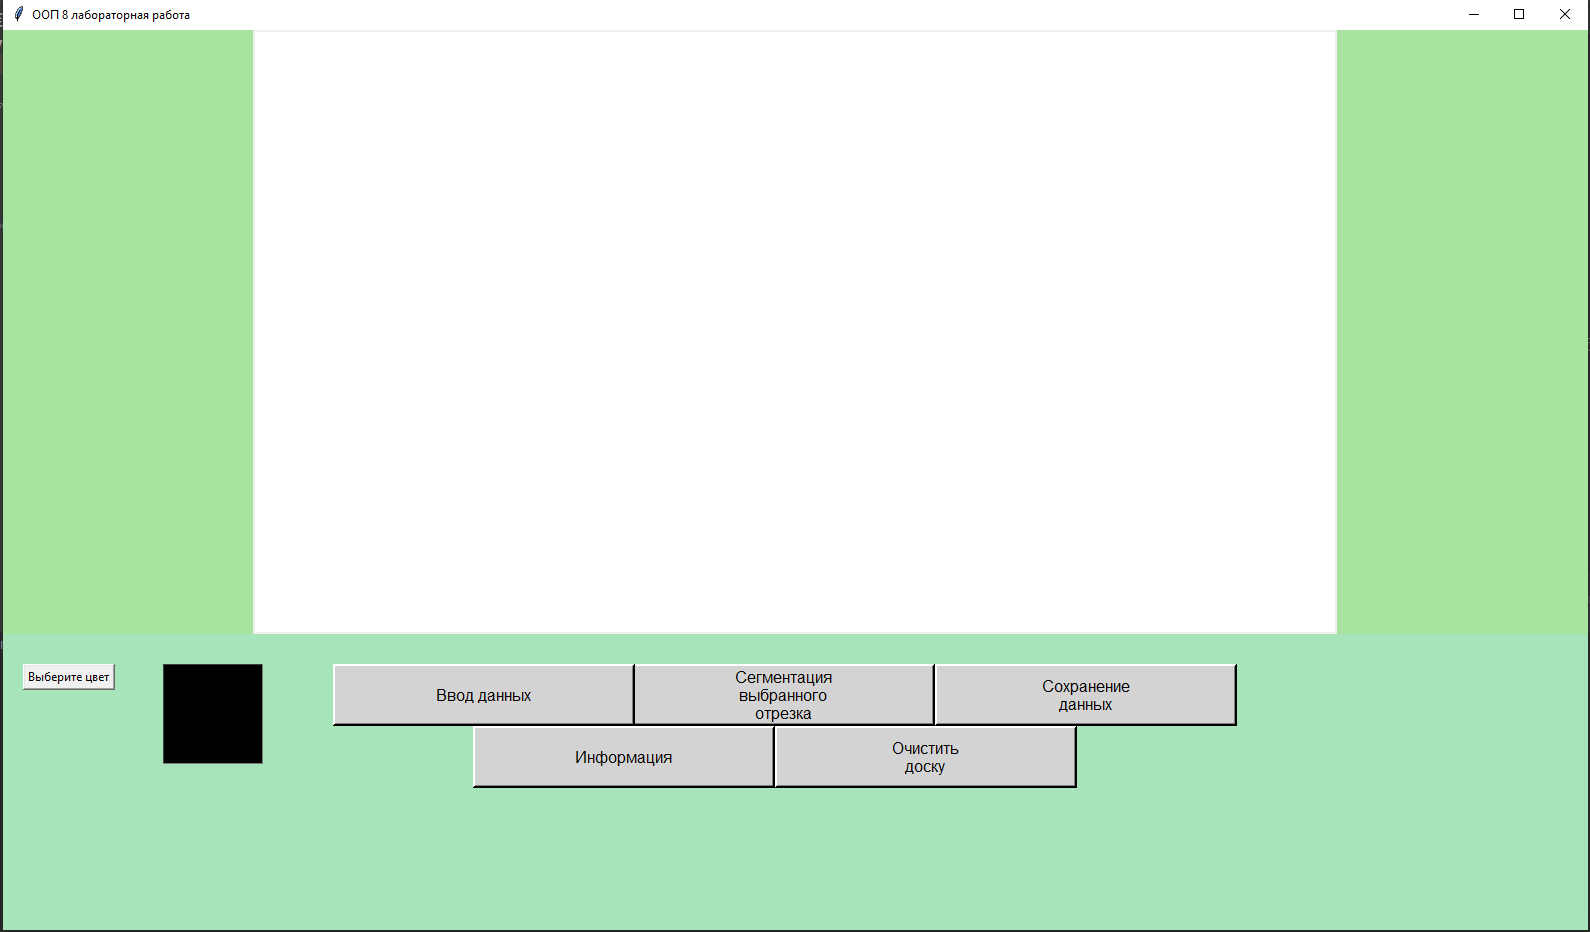 ООП 8 лабораторная работа
Выберите цвет
Ввод данных
Сегментация
выбранного
отрезка
Сохранение
данных
Информация
Очистить
доску